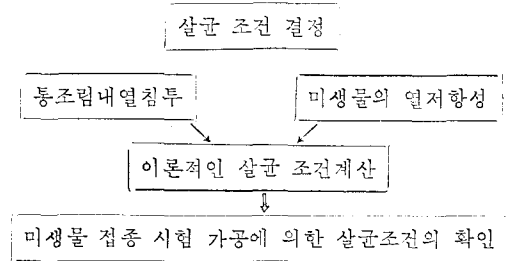 살균 조건 결정
통조림내열침투
미생물의 열저항성
이론적인 살균 조건계산
미생물 접종 시험 가공에 의한 살균조건의 확인